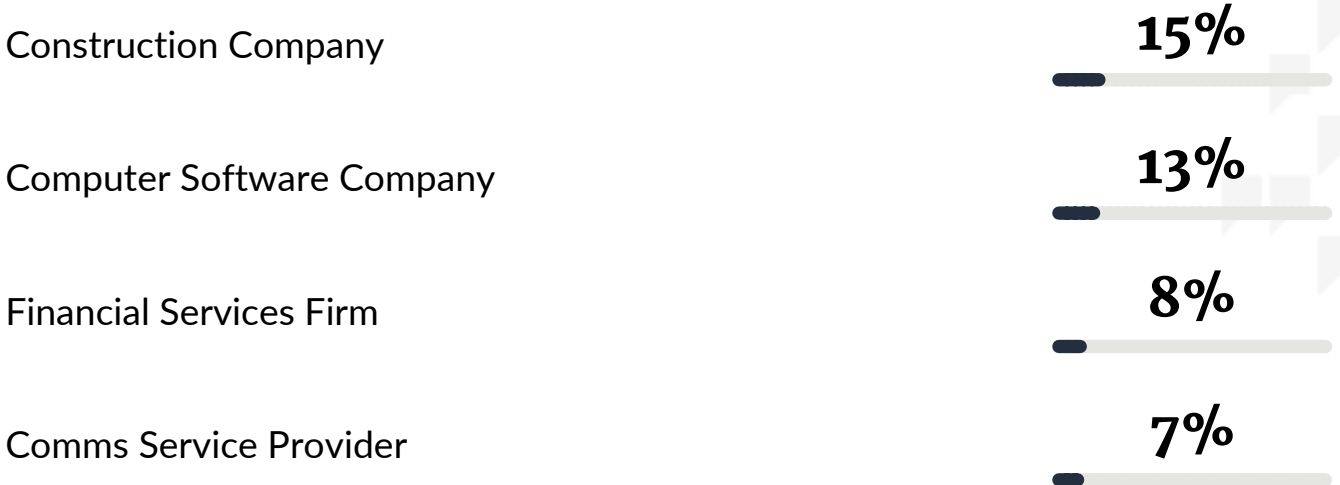 Construction Company
15%
Computer Software Company
13%
Financial Services Firm
8%
Comms Service Provider
7%